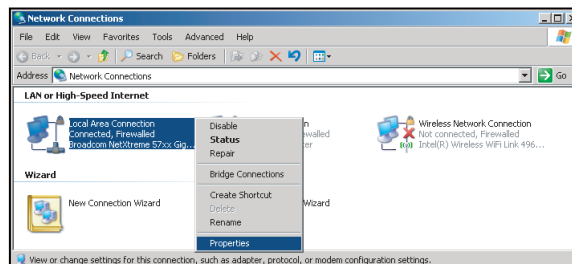 Network Connections
File Edit View Favorites Tools Advanced Help
Back Search Folders
Address Network Connections Go
LAN or High-Speed Internet
Local Area Connection
Connected, Firewalled
Broadcom NetXtreme 57xx Gig...
Disable
Status
Repair
Bridge Connections
Create Shortcut
Delete
Rename
Properties
Wireless Network Connection
Not connected, Firewalled
Intel(R) Wireless WiFi Link 496...
Wizard
New Connection Wizard
Wizard
View or change settings for this connection, such as adapter, protocol, or modem configuration settings.